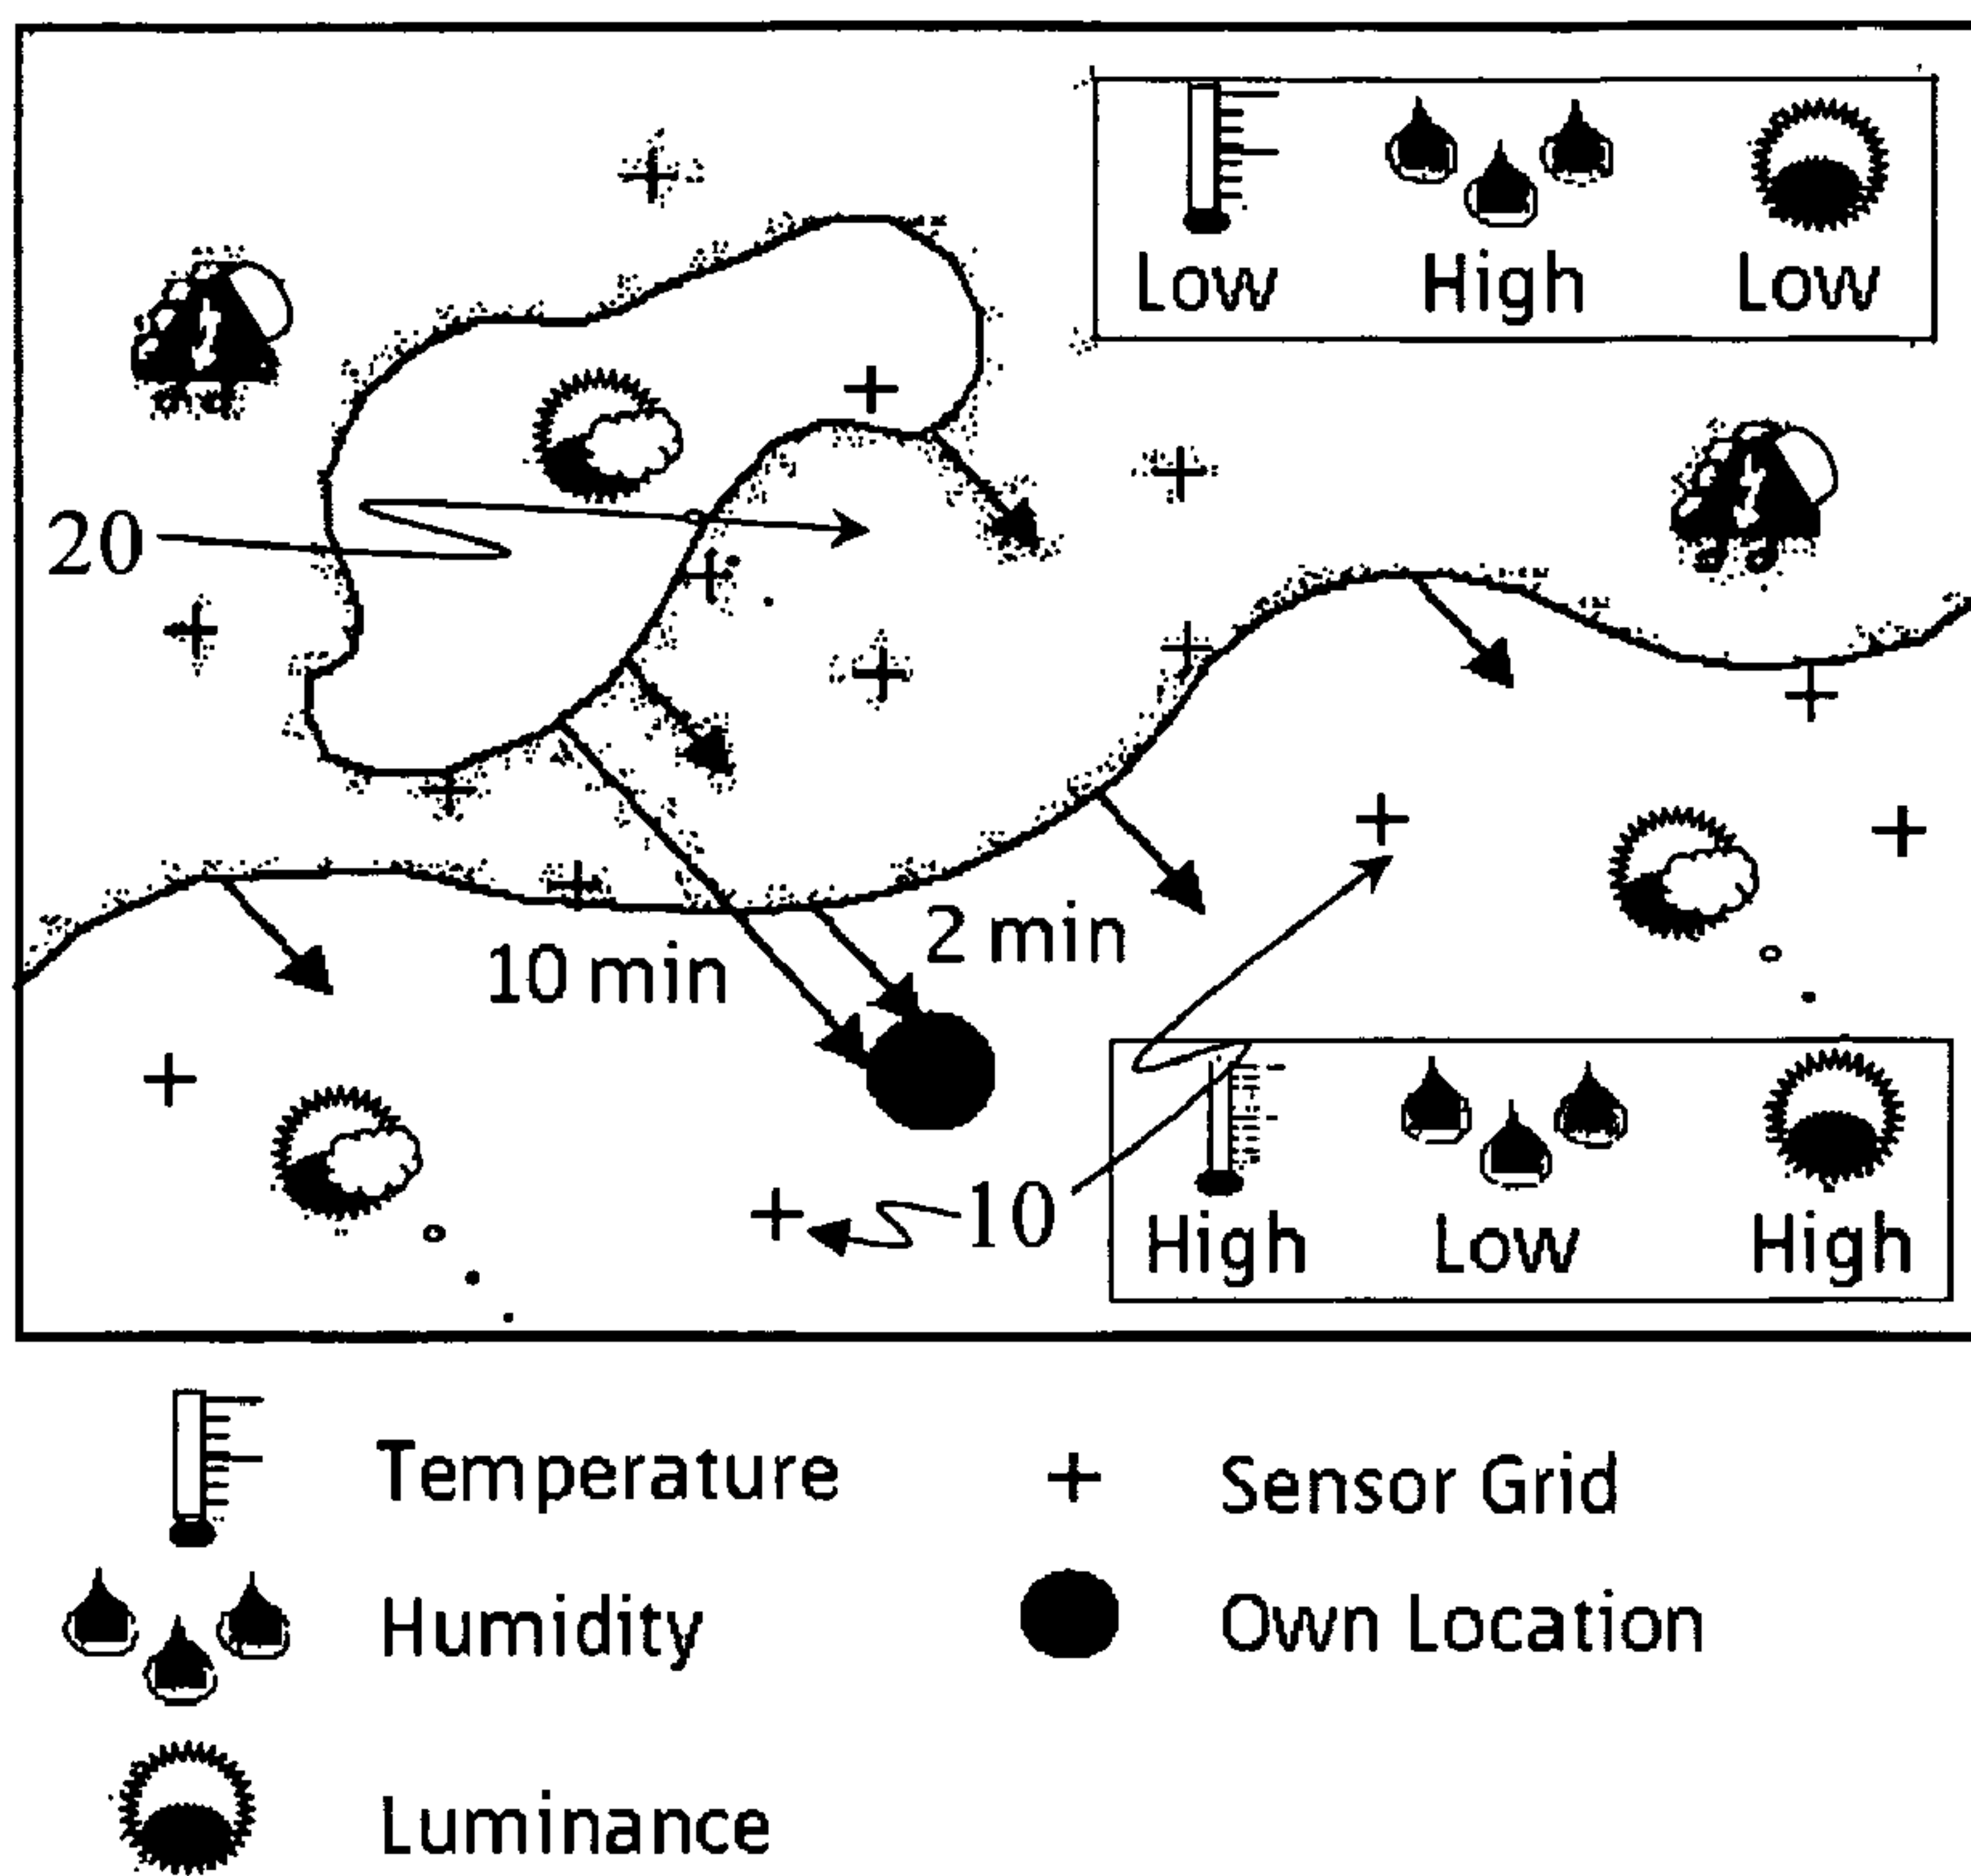 Low High Low
20
2 min
10 min
10
High Low High
Temperature
Sensor Grid
Humidity
Own Location
Luminance